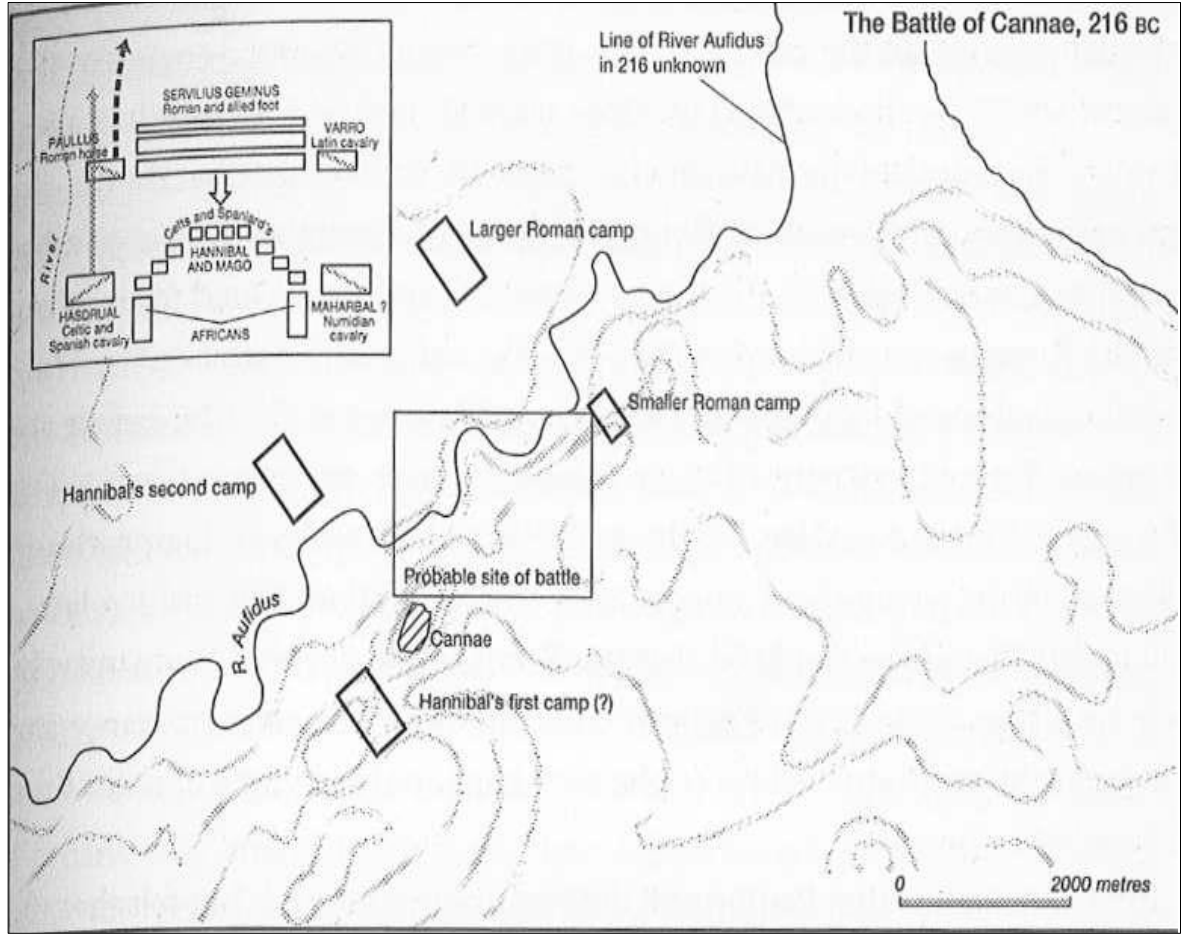 The Battle of Cannae, 216 BC
Line of River Aufidus
in 216 unknown
SERVILIUS GEMINUS
Roman and allied foot
PAULLUS
Roman horse
VARRO
Latin cavalry
River
Celts and Spaniards
HANNIBAL
AND MAGO
HASDRUAL
Celtic and
Spanish cavalry
AFRICANS
MAHARBAL ?
Numidian
cavalry
Larger Roman camp
Smaller Roman camp
Hannibal's second camp
Probable site of battle
R. Aufidus
Cannae
Hannibal's first camp (?)
0 2000 metres